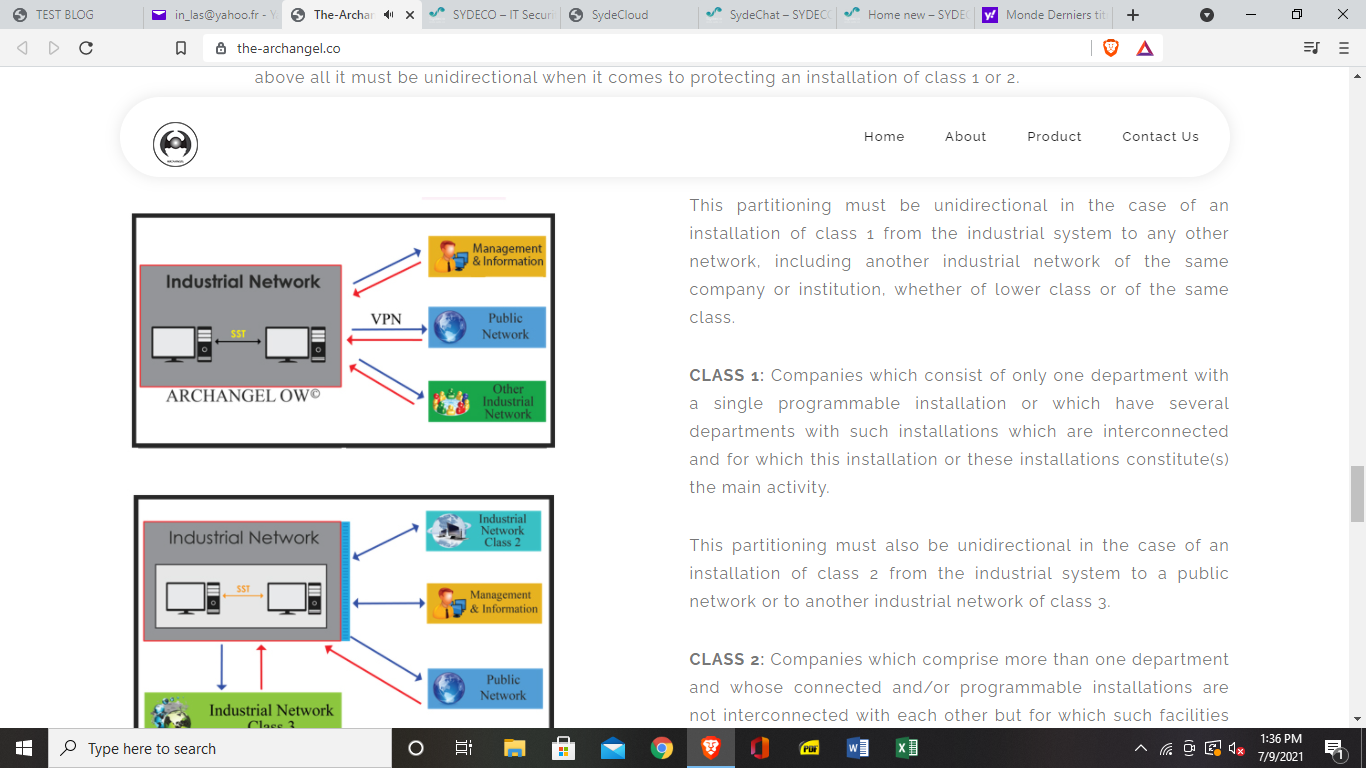 TEST BLOG
in_las@yahoo.fr - Y
The-Archan
SYDECO – IT Securi
SydeCloud
SydeChat – SYDECO
Home new – SYDE
Monde Derniers tit
the-archangel.co
above all it must be unidirectional when it comes to protecting an installation of class 1 or 2.
Home
About
Product
Contact Us
Industrial Network
SST
ARCHANGEL OW©
VPN
Management
& Information
Public
Network
Other
Industrial
Network
This partitioning must be unidirectional in the case of an
installation of class 1 from the industrial system to any other
network, including another industrial network of the same
company or institution, whether of lower class or of the same
class.
CLASS 1: Companies which consist of only one department with
a single programmable installation or which have several
departments with such installations which are interconnected
and for which this installation or these installations constitute(s)
the main activity.
Industrial Network
SST
Industrial
Network
Class 2
Management
& Information
Public
Network
Industrial Network
Class 3
This partitioning must also be unidirectional in the case of an
installation of class 2 from the industrial system to a public
network or to another industrial network of class 3.
CLASS 2: Companies which comprise more than one department
and whose connected and/or programmable installations are
not interconnected with each other but for which such facilities
Type here to search
PDF
1:36 PM
7/9/2021
1